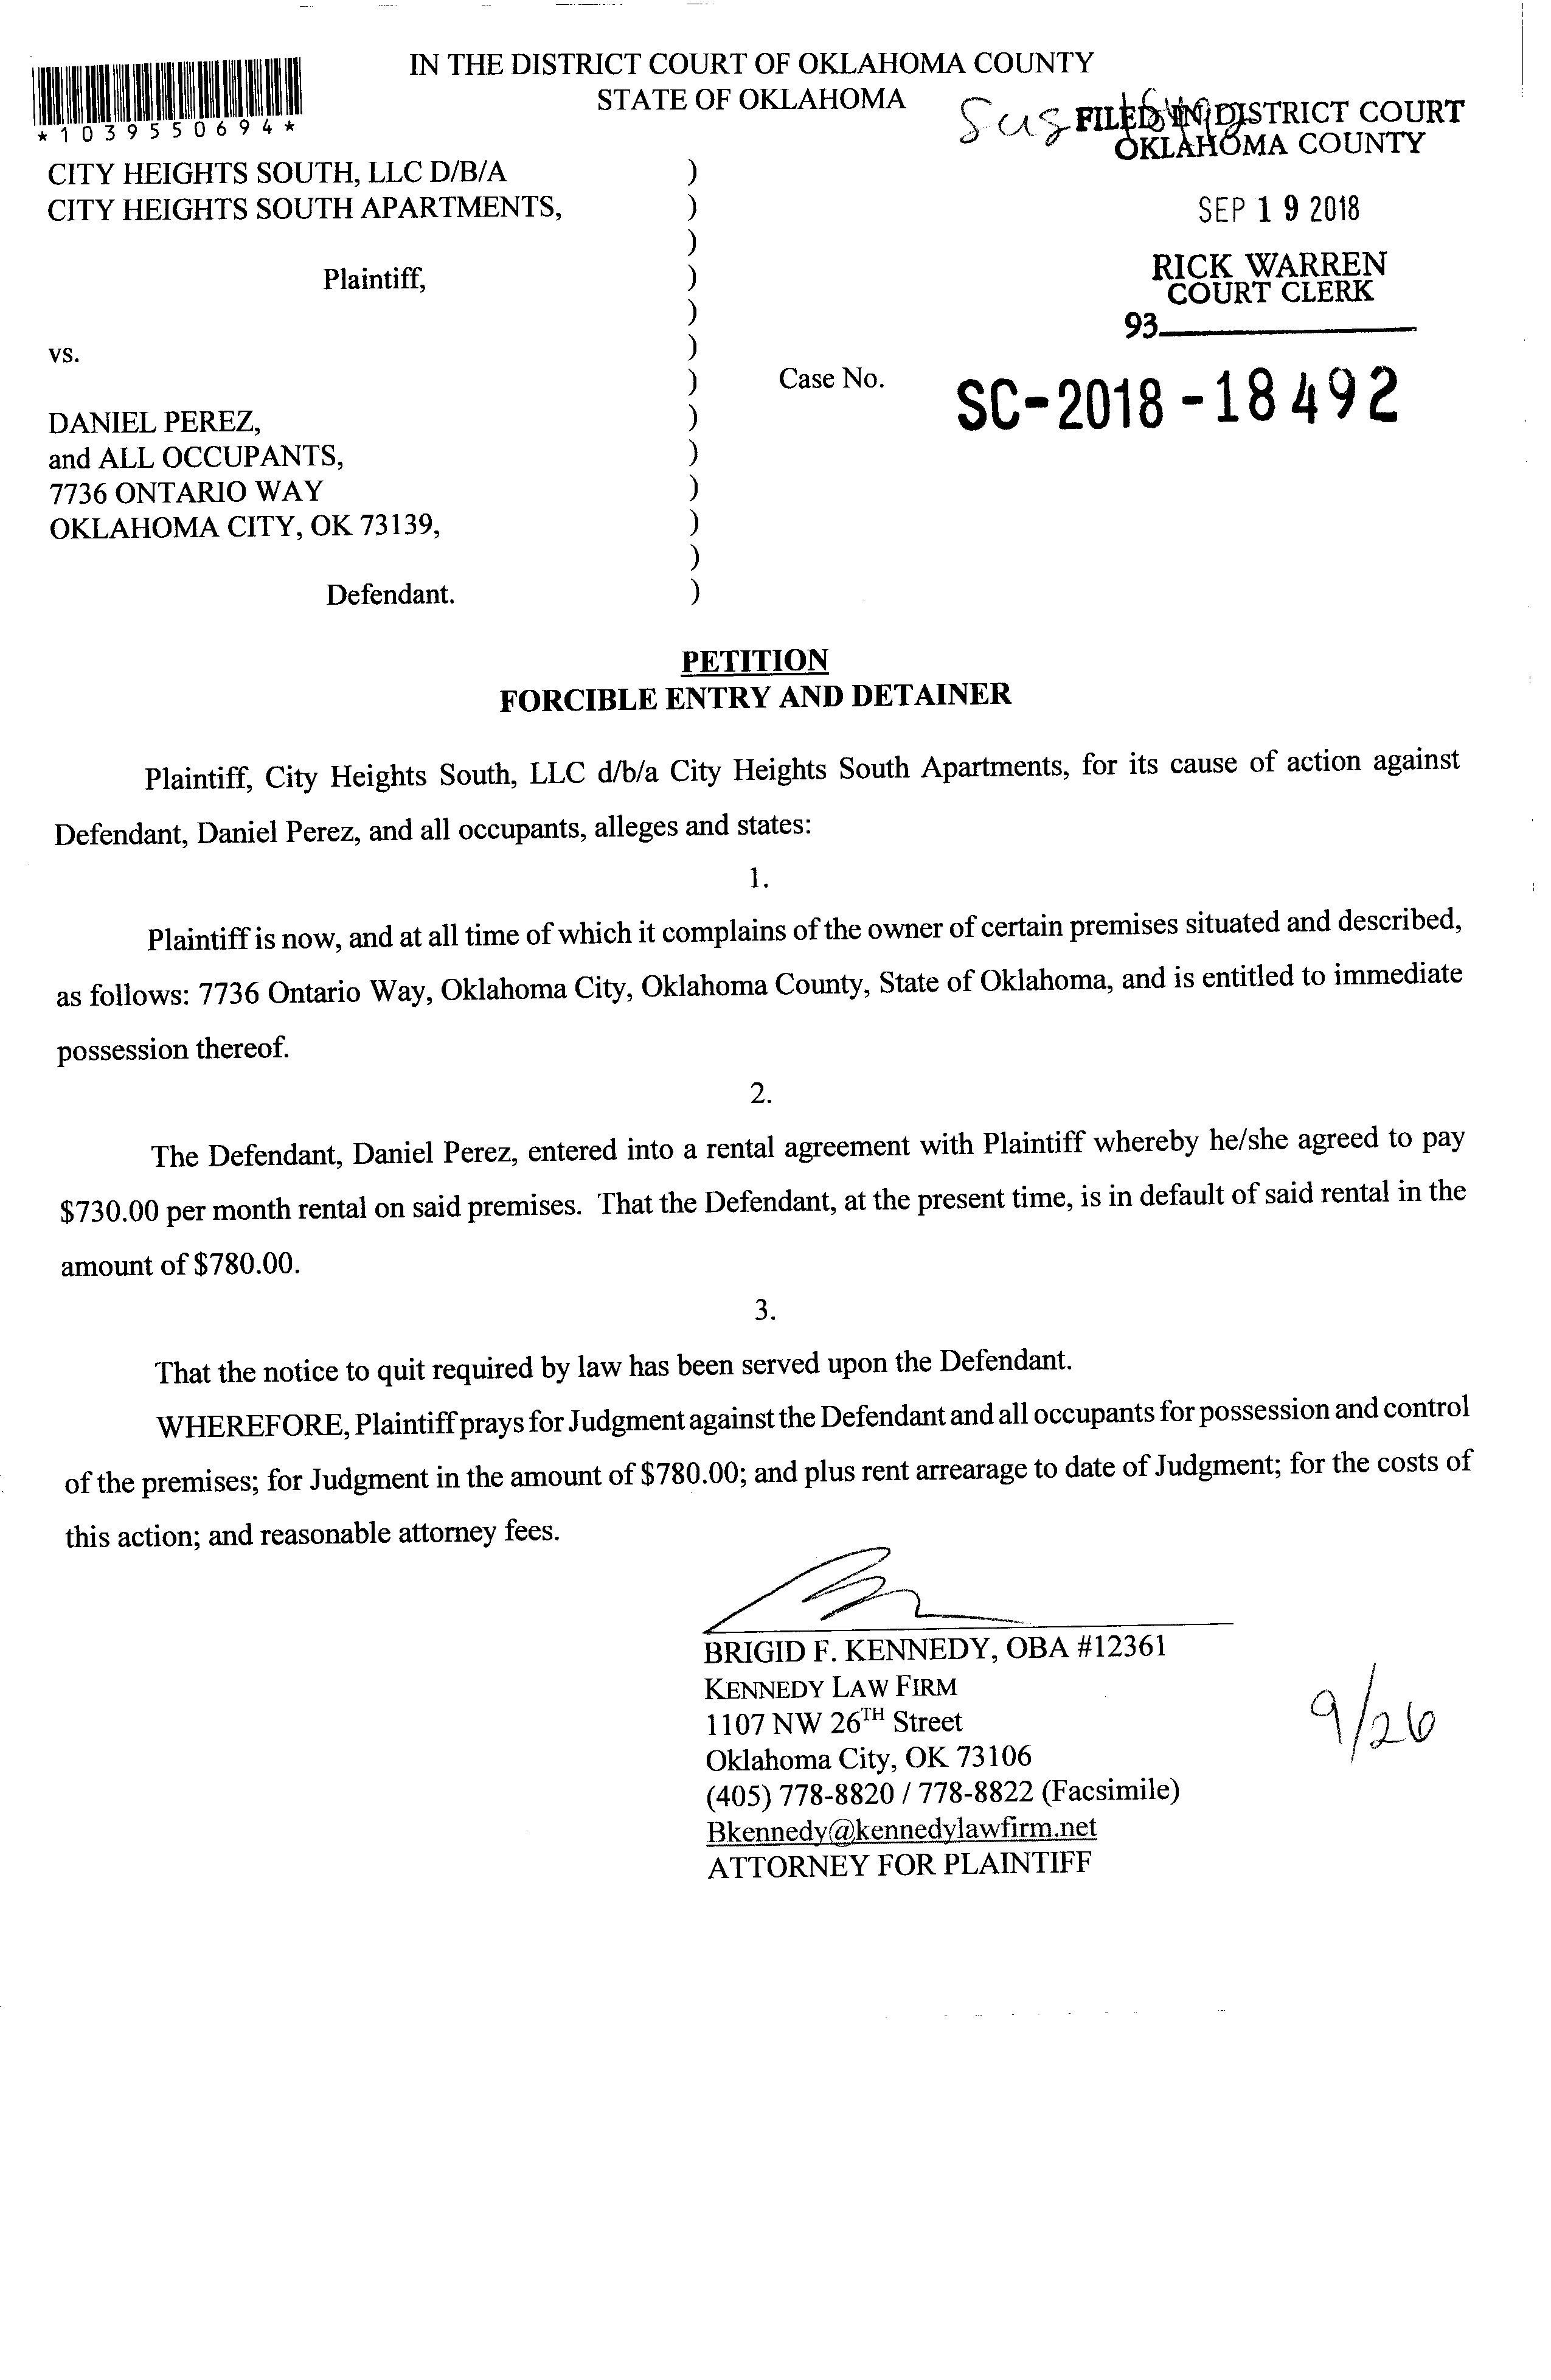 IN THE DISTRICT COURT OF OKLAHOMA COUNTY
STATE OF OKLAHOMA
*1039550694*
FILED IN DISTRICT COURT
OKLAHOMA COUNTY
SEP 19 2018
RICK WARREN
COURT CLERK
93
CITY HEIGHTS SOUTH, LLC D/B/A )
CITY HEIGHTS SOUTH APARTMENTS, )
)
Plaintiff, )
)
vs. )
) Case No. SC-2018-18492
DANIEL PEREZ, )
and ALL OCCUPANTS, )
7736 ONTARIO WAY )
OKLAHOMA CITY, OK 73139, )
)
Defendant. )
PETITION
FORCIBLE ENTRY AND DETAINER
Plaintiff, City Heights South, LLC d/b/a City Heights South Apartments, for its cause of action against
Defendant, Daniel Perez, and all occupants, alleges and states:
1.
Plaintiff is now, and at all time of which it complains of the owner of certain premises situated and described,
as follows: 7736 Ontario Way, Oklahoma City, Oklahoma County, State of Oklahoma, and is entitled to immediate
possession thereof.
2.
The Defendant, Daniel Perez, entered into a rental agreement with Plaintiff whereby he/she agreed to pay
$730.00 per month rental on said premises. That the Defendant, at the present time, is in default of said rental in the
amount of $780.00.
3.
That the notice to quit required by law has been served upon the Defendant.
WHEREFORE, Plaintiff prays for Judgment against the Defendant and all occupants for possession and control
of the premises; for Judgment in the amount of $780.00; and plus rent arrearage to date of Judgment; for the costs of
this action; and reasonable attorney fees.
BRIGID F. KENNEDY, OBA #12361
KENNEDY LAW FIRM
1107 NW 26TH Street
Oklahoma City, OK 73106
(405) 778-8820 / 778-8822 (Facsimile)
Bkennedy@kennedylawfirm.net
ATTORNEY FOR PLAINTIFF
9/26